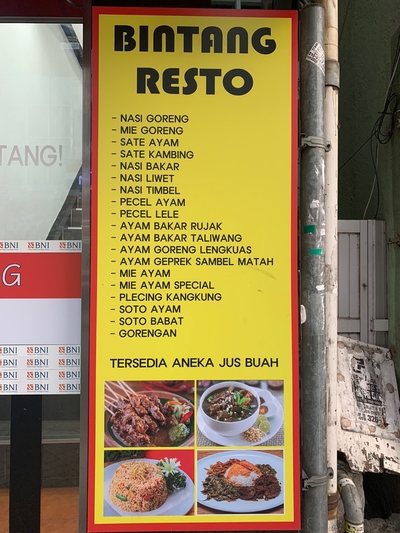 BINTANG
RESTO
- NASI GORENG
- MIE GORENG
- SATE AYAM
- SATE KAMBING
- NASI BAKAR
- NASI LIWET
- NASI TIMBEL
- PECEL AYAM
- PECEL LELE
- AYAM BAKAR RUJAK
- AYAM BAKAR TALIWANG
- AYAM GORENG LENGKUAS
- AYAM GEPREK SAMBEL MATAH
- MIE AYAM
- MIE AYAM SPECIAL
- PLECING KANGKUNG
- SOTO AYAM
- SOTO BABAT
- GORENGAN
TERSEDIA ANEKA JUS BUAH
TANG!
BNI BNI BNI
G
BNI BNI BNI
BNI BNI BNI
BNI BNI BNI
BNI BNI BNI